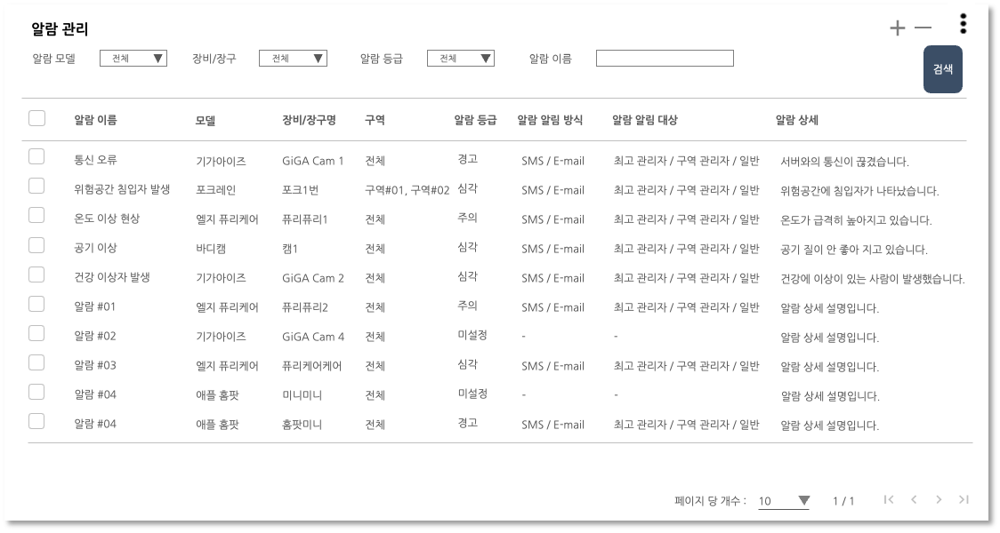 알람 관리
알람 모델 전체 장비/장구 전체 알람 등급 전체 알람 이름
검색
알람 이름 모델 장비/장구명 구역 알람 등급 알람 알림 방식 알람 알림 대상 알람 상세
통신 오류 기가아이즈 GiGA Cam 1 전체 경고 SMS / E-mail 최고 관리자 / 구역 관리자 / 일반 서버와의 통신이 끊겼습니다.
위험공간 침입자 발생 포크레인 포크1번 구역#01, 구역#02 심각 SMS / E-mail 최고 관리자 / 구역 관리자 / 일반 위험공간에 침입자가 나타났습니다.
온도 이상 현상 엘지 퓨리케어 퓨리퓨리1 전체 주의 SMS / E-mail 최고 관리자 / 구역 관리자 / 일반 온도가 급격히 높아지고 있습니다.
공기 이상 바디캠 캠1 전체 심각 SMS / E-mail 최고 관리자 / 구역 관리자 / 일반 공기 질이 안 좋아 지고 있습니다.
건강 이상자 발생 기가아이즈 GiGA Cam 2 전체 심각 SMS / E-mail 최고 관리자 / 구역 관리자 / 일반 건강에 이상이 있는 사람이 발생했습니다.
알람 #01 엘지 퓨리케어 퓨리퓨리2 전체 주의 SMS / E-mail 최고 관리자 / 구역 관리자 / 일반 알람 상세 설명입니다.
알람 #02 기가아이즈 GiGA Cam 4 전체 미설정 - - 알람 상세 설명입니다.
알람 #03 엘지 퓨리케어 퓨리케어케어 전체 심각 SMS / E-mail 최고 관리자 / 구역 관리자 / 일반 알람 상세 설명입니다.
알람 #04 애플 홈팟 미니미니 전체 미설정 - - 알람 상세 설명입니다.
알람 #04 애플 홈팟 홈팟미니 전체 경고 SMS / E-mail 최고 관리자 / 구역 관리자 / 일반 알람 상세 설명입니다.
페이지 당 개수 : 10 1 / 1